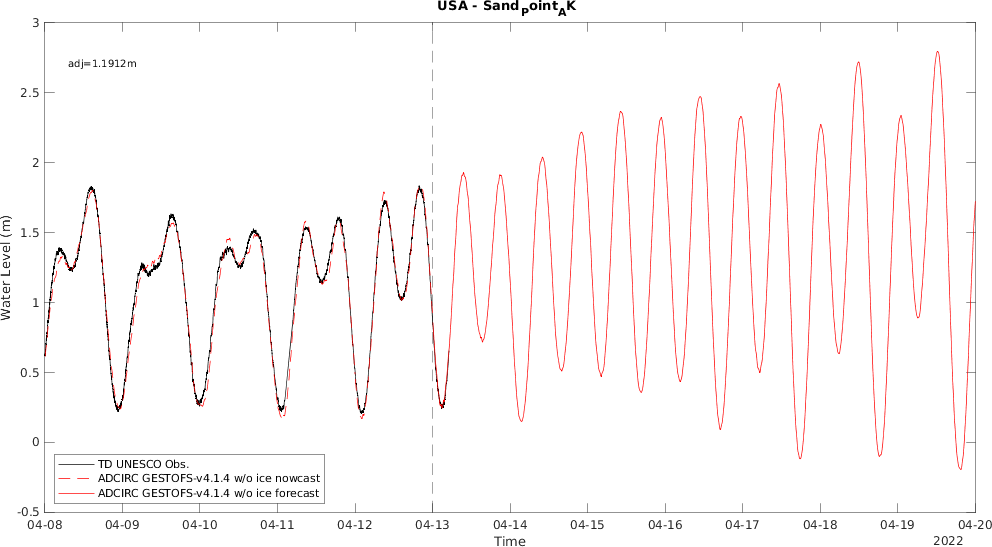 USA - Sand_Point_AK
adj=1.1912m
Water Level (m)
3
2.5
2
1.5
1
0.5
0
-0.5
TD UNESCO Obs.
ADCIRC GESTOFS-v4.1.4 w/o ice nowcast
ADCIRC GESTOFS-v4.1.4 w/o ice forecast
04-08 04-09 04-10 04-11 04-12 04-13 04-14 04-15 04-16 04-17 04-18 04-19 04-20
Time
2022